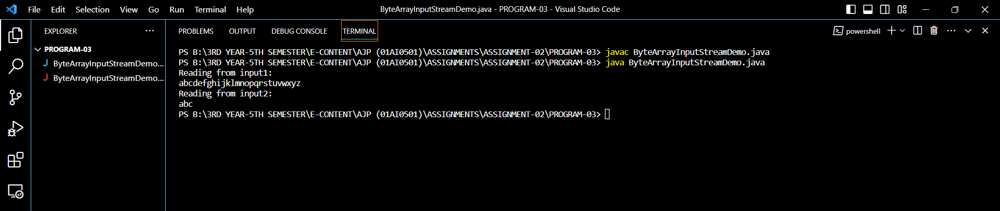 File Edit Selection View Go Run Terminal Help
ByteArrayInputStreamDemo.java - PROGRAM-03 - Visual Studio Code
EXPLORER
PROGRAM-03
J ByteArrayInputStreamDemo...
J ByteArrayInputStreamDemo...
PROBLEMS OUTPUT DEBUG CONSOLE TERMINAL
powershell
PS B:\3RD YEAR-5TH SEMESTER\E-CONTENT\AJP (01AI0501)\ASSIGNMENTS\ASSIGNMENT-02\PROGRAM-03> javac ByteArrayInputStreamDemo.java
PS B:\3RD YEAR-5TH SEMESTER\E-CONTENT\AJP (01AI0501)\ASSIGNMENTS\ASSIGNMENT-02\PROGRAM-03> java ByteArrayInputStreamDemo.java
Reading from input1:
abcdefghijklmnopqrstuvwxyz
Reading from input2:
abc
PS B:\3RD YEAR-5TH SEMESTER\E-CONTENT\AJP (01AI0501)\ASSIGNMENTS\ASSIGNMENT-02\PROGRAM-03>